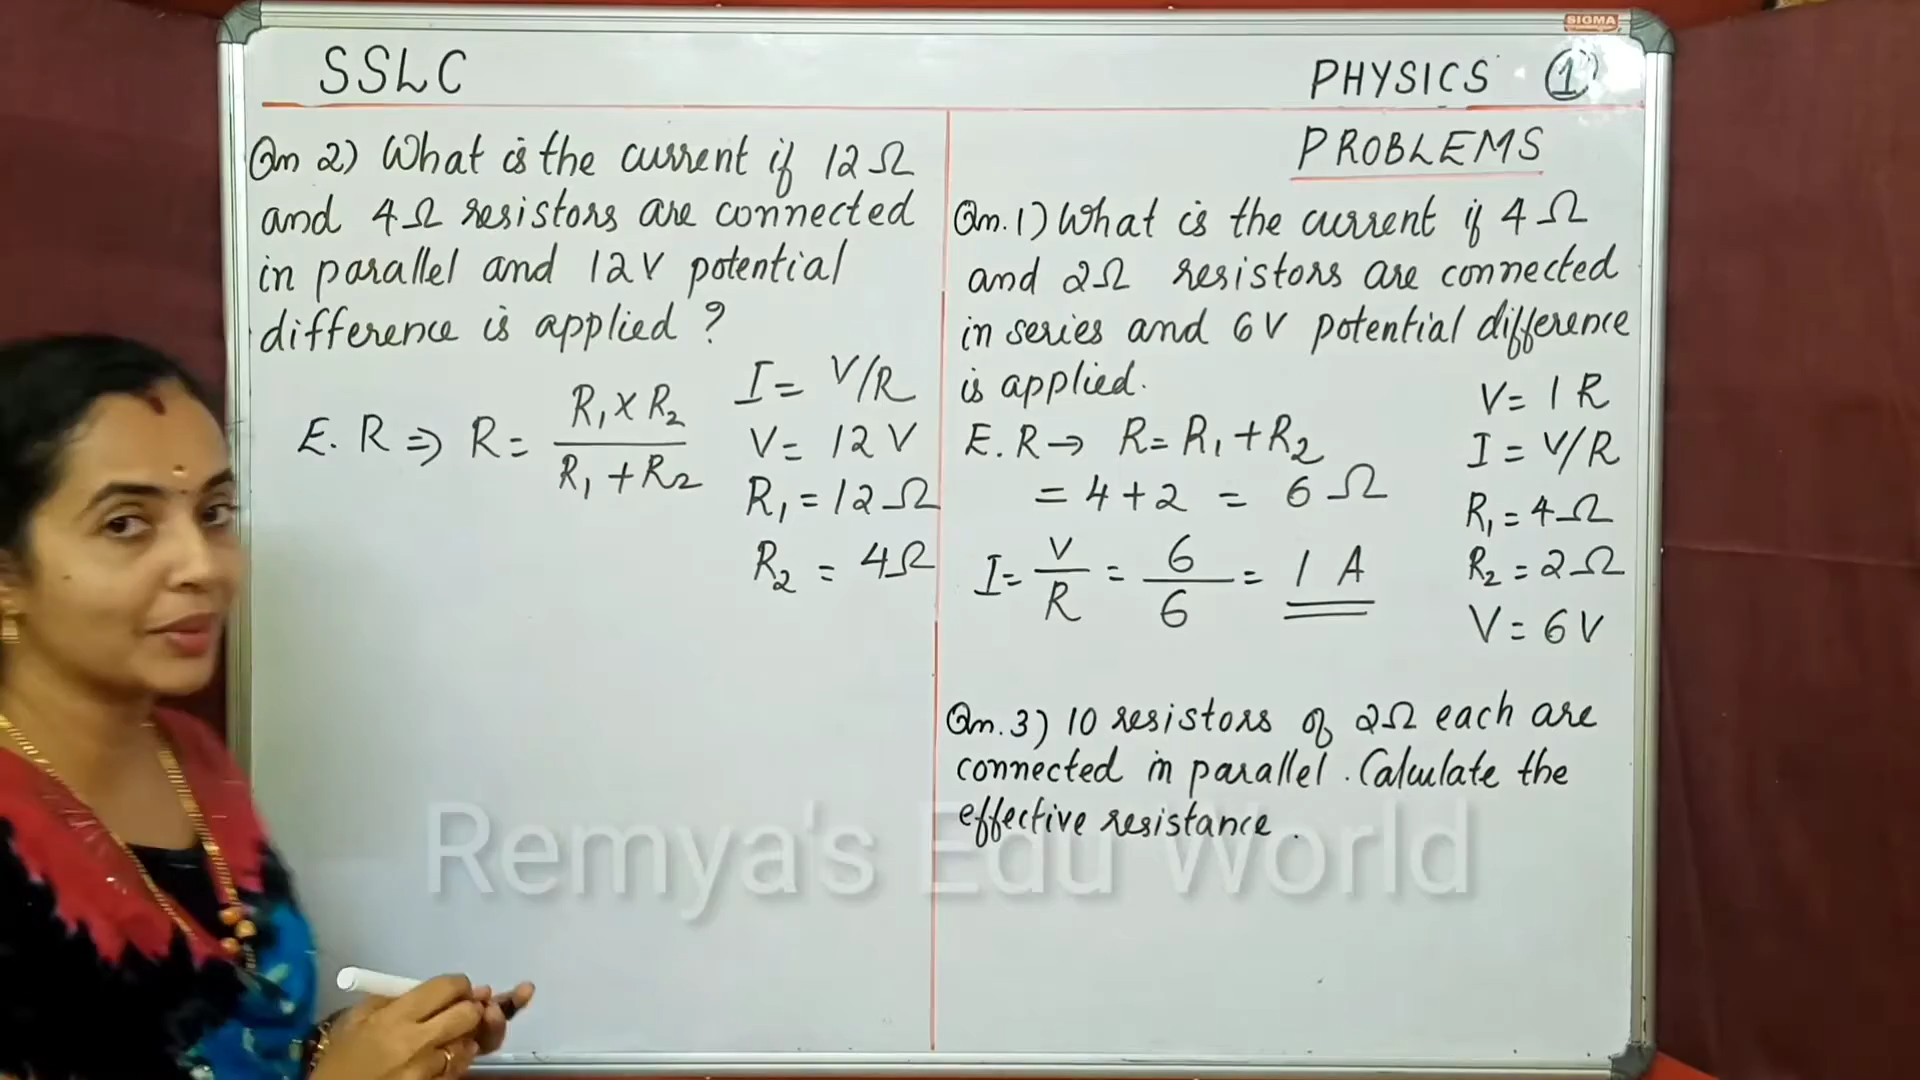 SIGMA
SSLC
PHYSICS 1
PROBLEMS
Qn 2) What is the current if 12Ω
and 4Ω resistors are connected
in parallel and 12V potential
difference is applied ?
I = V/R
E.R ⇒ R = R₁ x R₂ / R₁ + R₂
V = 12 V
R₁ = 12Ω
R₂ = 4Ω
Qn. 1) What is the current if 4Ω
and 2Ω resistors are connected
in series and 6V potential difference
is applied.
E.R → R = R₁ + R₂
= 4 + 2 = 6Ω
I = V/R = 6/6 = 1 A
V = IR
I = V/R
R₁ = 4Ω
R₂ = 2Ω
V = 6V
Qn. 3) 10 resistors of 2Ω each are
connected in parallel. Calculate the
effective resistance.
Remya's Edu World